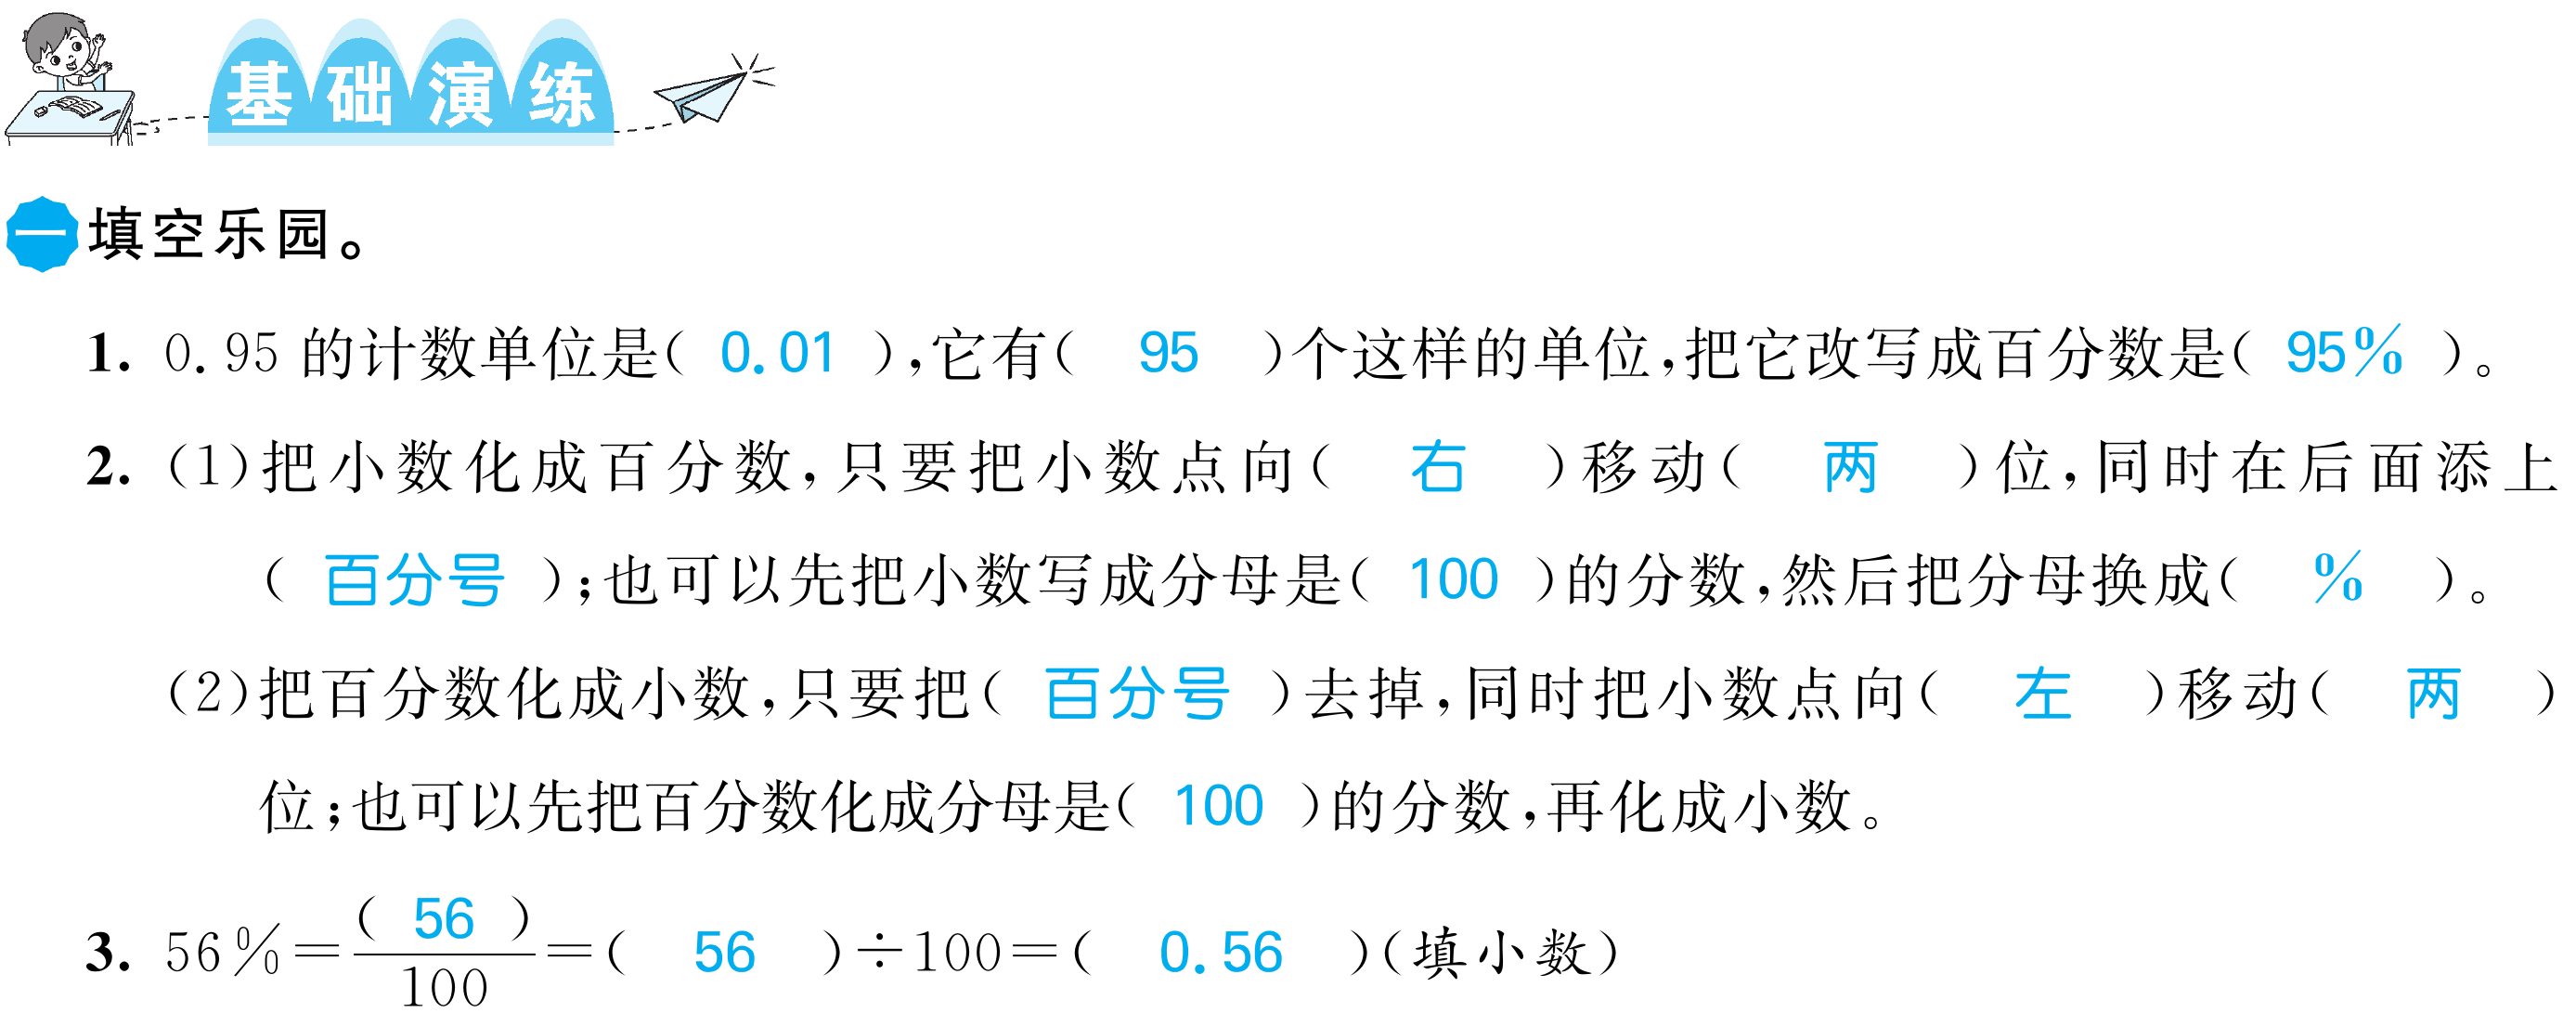 基础演练
一 填空乐园。
1. 0.95 的计数单位是( 0.01 ),它有( 95 )个这样的单位,把它改写成百分数是( 95% )。
2. (1)把小数化成百分数,只要把小数点向( 右 )移动( 两 )位,同时在后面添上
( 百分号 );也可以先把小数写成分母是( 100 )的分数,然后把分母换成( % )。
(2)把百分数化成小数,只要把( 百分号 )去掉,同时把小数点向( 左 )移动( 两 )
位;也可以先把百分数化成分母是( 100 )的分数,再化成小数。
3. 56%=( 56 )/100=( 56 )÷100=( 0.56 )(填小数)